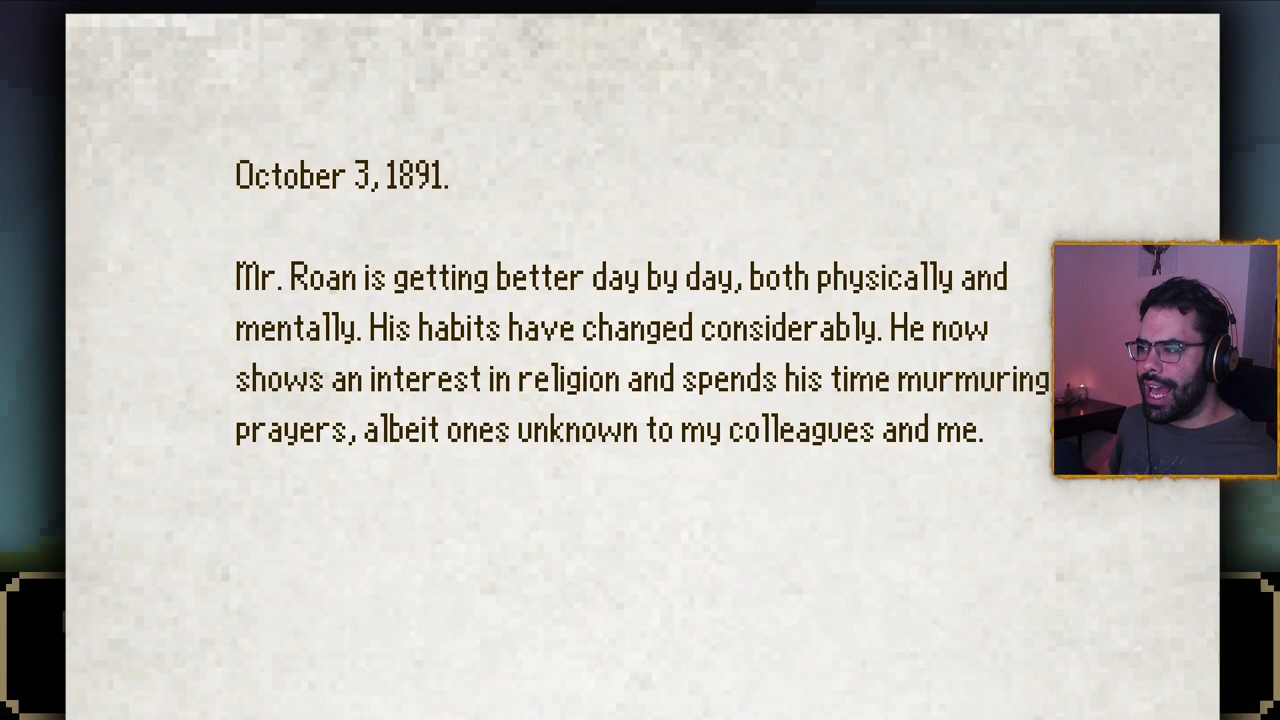 October 3, 1891.
Mr. Roan is getting better day by day, both physically and
mentally. His habits have changed considerably. He now
shows an interest in religion and spends his time murmuring
prayers, albeit ones unknown to my colleagues and me.